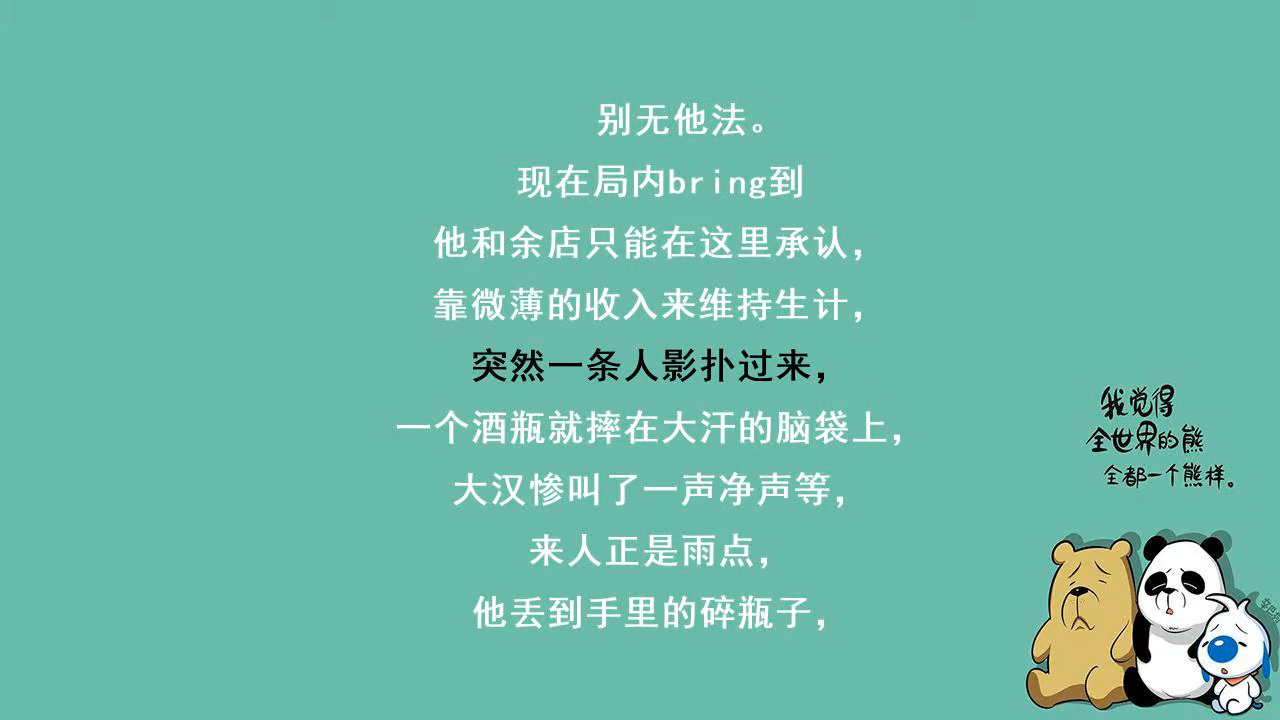 别无他法。
现在局内bring到
他和余店只能在这里承认，
靠微薄的收入来维持生计，
突然一条人影扑过来，
一个酒瓶就摔在大汗的脑袋上，
大汉惨叫了一声净声等，
来人正是雨点，
他丢到手里的碎瓶子，
我觉得
全世界的熊
全都一个熊样。